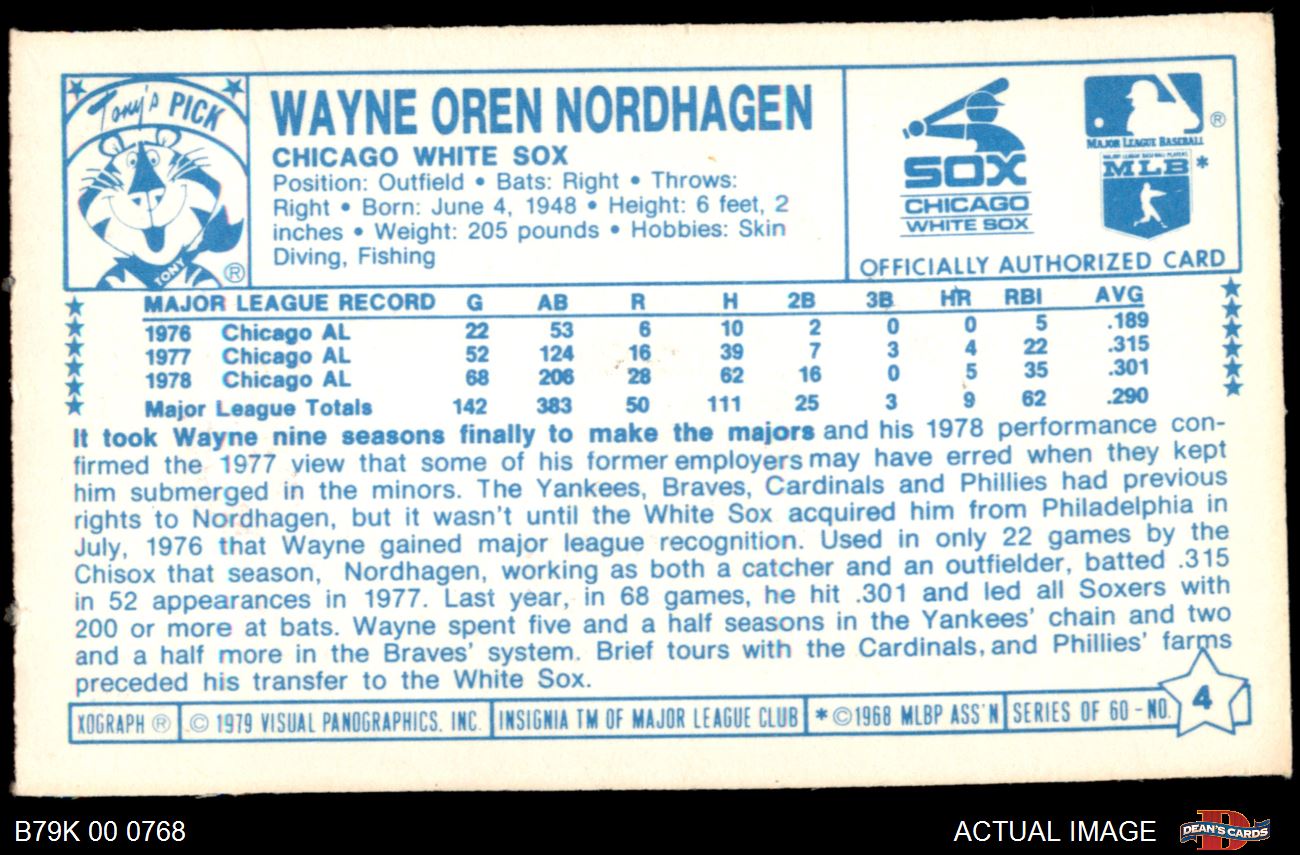 Tony's PICK
TONY ®
WAYNE OREN NORDHAGEN
CHICAGO WHITE SOX
Position: Outfield • Bats: Right • Throws:
Right • Born: June 4, 1948 • Height: 6 feet, 2
inches • Weight: 205 pounds • Hobbies: Skin
Diving, Fishing
SOX
CHICAGO
WHITE SOX
®
MAJOR LEAGUE BASEBALL
MAJOR LEAGUE BASEBALL PLAYERS
MLB *
OFFICIALLY AUTHORIZED CARD
MAJOR LEAGUE RECORD G AB R H 2B 3B HR RBI AVG
1976 Chicago AL 22 53 6 10 2 0 0 5 .189
1977 Chicago AL 52 124 16 39 7 3 4 22 .315
1978 Chicago AL 68 206 28 62 16 0 5 35 .301
Major League Totals 142 383 50 111 25 3 9 62 .290
It took Wayne nine seasons finally to make the majors and his 1978 performance con-
firmed the 1977 view that some of his former employers may have erred when they kept
him submerged in the minors. The Yankees, Braves, Cardinals and Phillies had previous
rights to Nordhagen, but it wasn't until the White Sox acquired him from Philadelphia in
July, 1976 that Wayne gained major league recognition. Used in only 22 games by the
Chisox that season, Nordhagen, working as both a catcher and an outfielder, batted .315
in 52 appearances in 1977. Last year, in 68 games, he hit .301 and led all Soxers with
200 or more at bats. Wayne spent five and a half seasons in the Yankees' chain and two
and a half more in the Braves' system. Brief tours with the Cardinals, and Phillies' farms
preceded his transfer to the White Sox.
XOGRAPH ® © 1979 VISUAL PANOGRAPHICS, INC. INSIGNIA TM OF MAJOR LEAGUE CLUB *©1968 MLBP ASS'N SERIES OF 60 - NO. 4
B79K 00 0768
ACTUAL IMAGE
D
DEAN'S CARDS